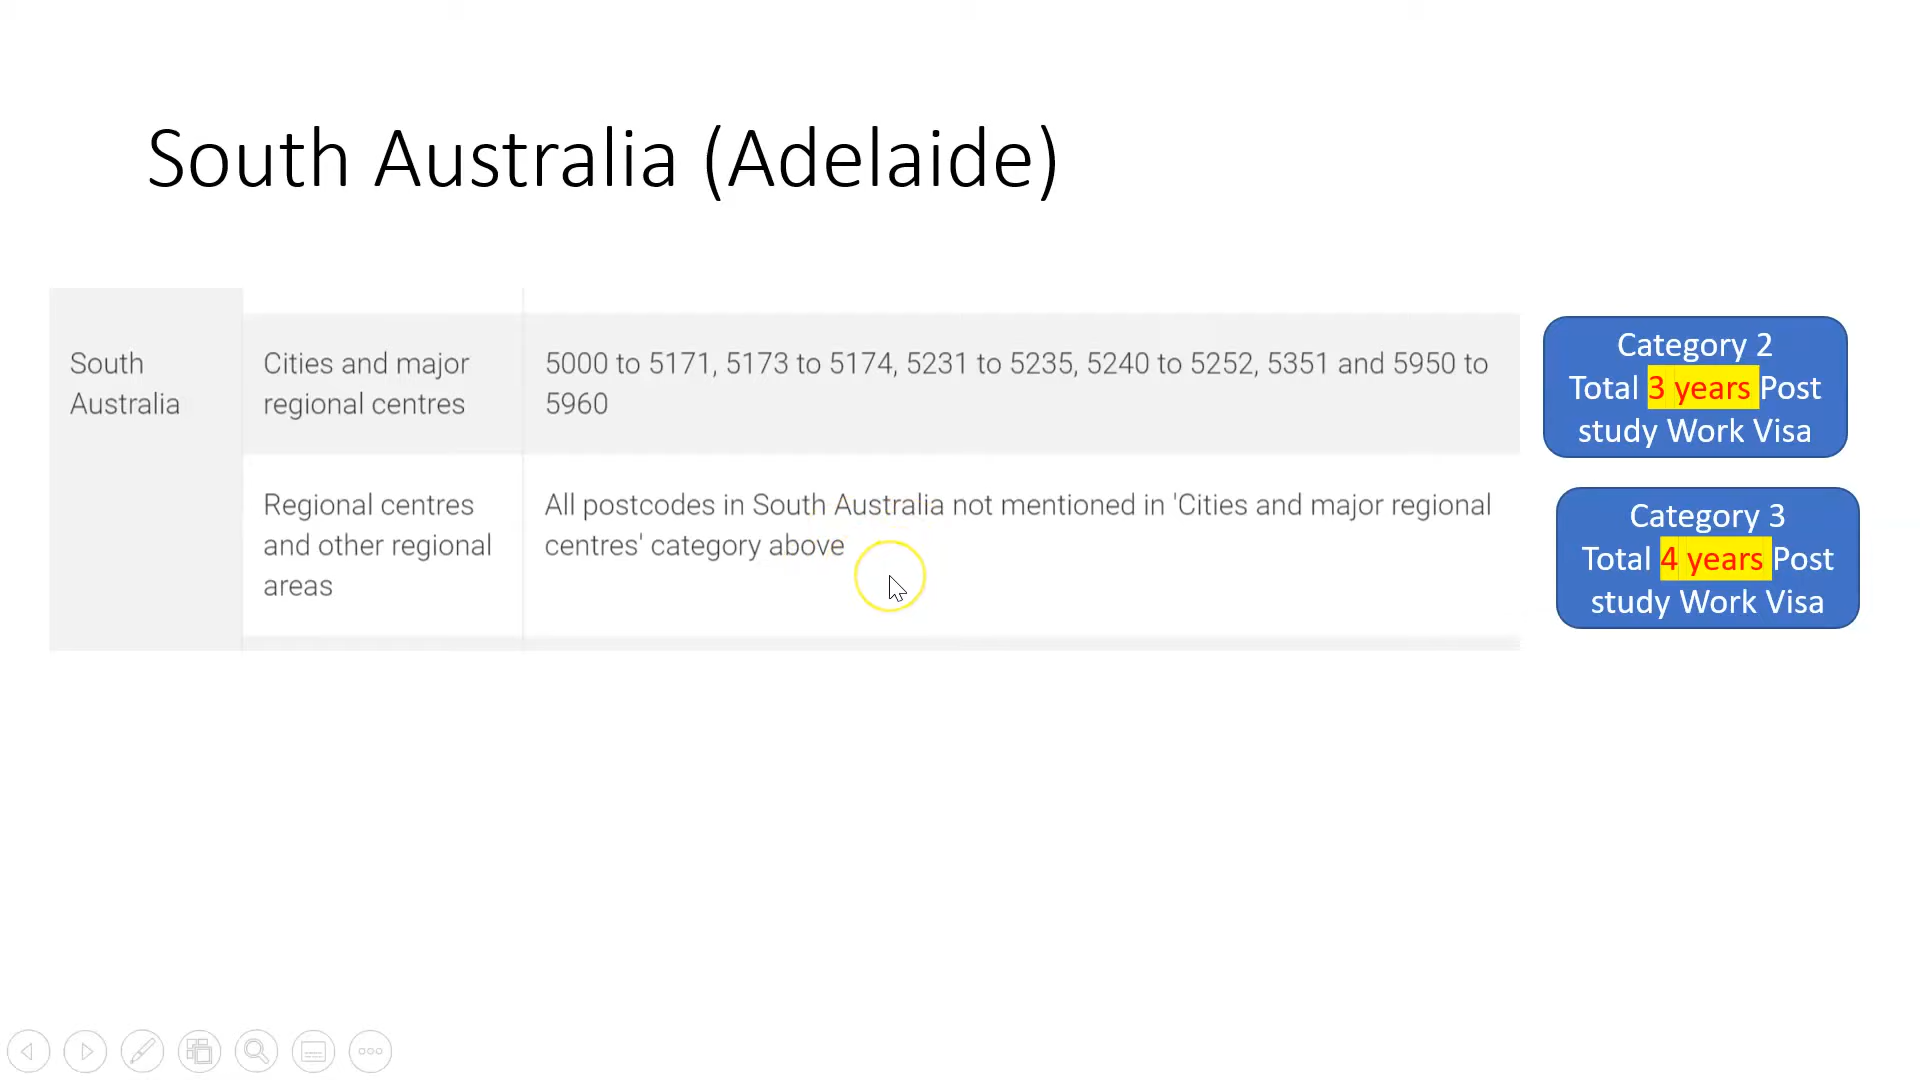 South Australia (Adelaide)
South
Australia
Cities and major
regional centres
5000 to 5171, 5173 to 5174, 5231 to 5235, 5240 to 5252, 5351 and 5950 to
5960
Category 2
Total 3 years Post
study Work Visa
Regional centres
and other regional
areas
All postcodes in South Australia not mentioned in 'Cities and major regional
centres' category above
Category 3
Total 4 years Post
study Work Visa